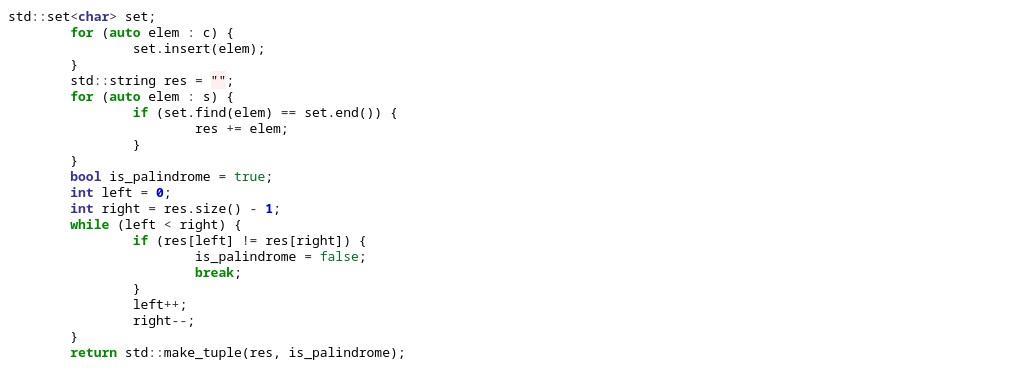 std::set<char> set;
        for (auto elem : c) {
                set.insert(elem);
        }
        std::string res = "";
        for (auto elem : s) {
                if (set.find(elem) == set.end()) {
                        res += elem;
                }
        }
        bool is_palindrome = true;
        int left = 0;
        int right = res.size() - 1;
        while (left < right) {
                if (res[left] != res[right]) {
                        is_palindrome = false;
                        break;
                }
                left++;
                right--;
        }
        return std::make_tuple(res, is_palindrome);